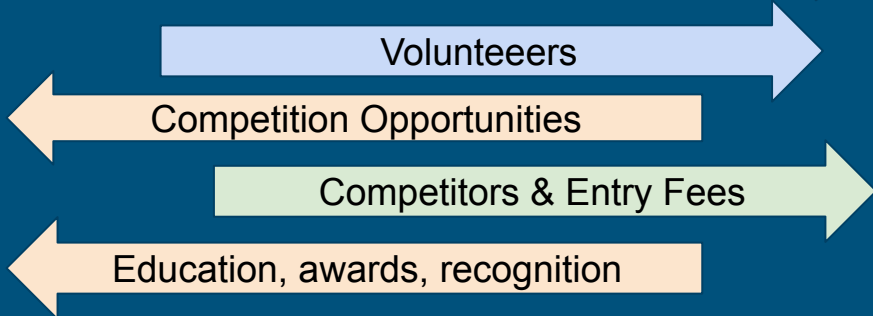 Volunteeers
Competition Opportunities
Competitors & Entry Fees
Education, awards, recognition